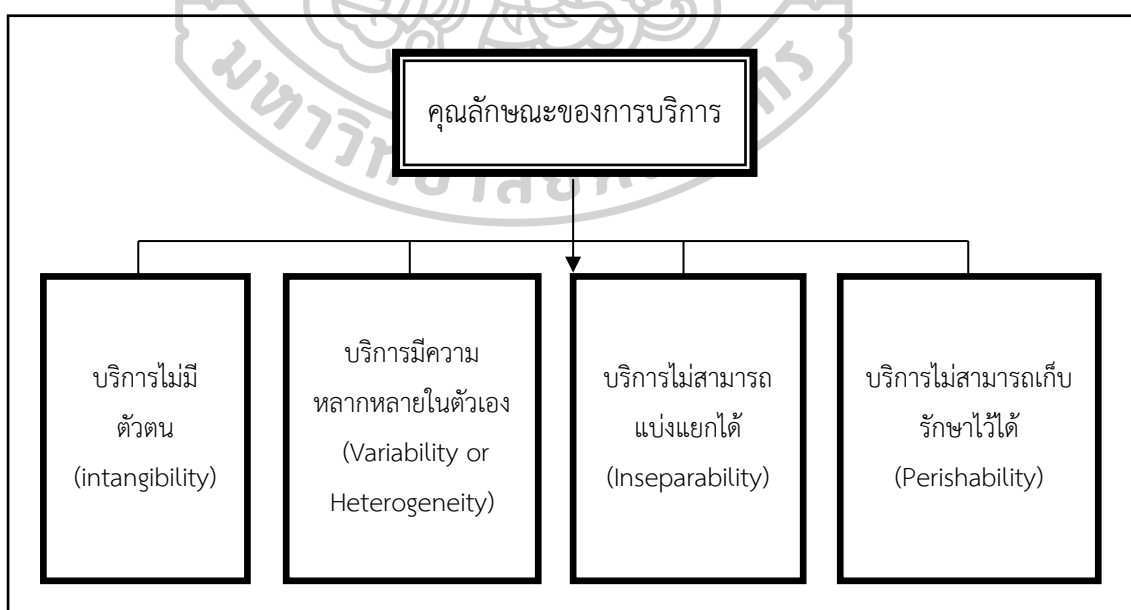 คุณลักษณะของการบริการ
บริการไม่มี
ตัวตน
(intangibility)
บริการมีความ
หลากหลายในตัวเอง
(Variability or
Heterogeneity)
บริการไม่สามารถ
แบ่งแยกได้
(Inseparability)
บริการไม่สามารถเก็บ
รักษาไว้ได้
(Perishability)